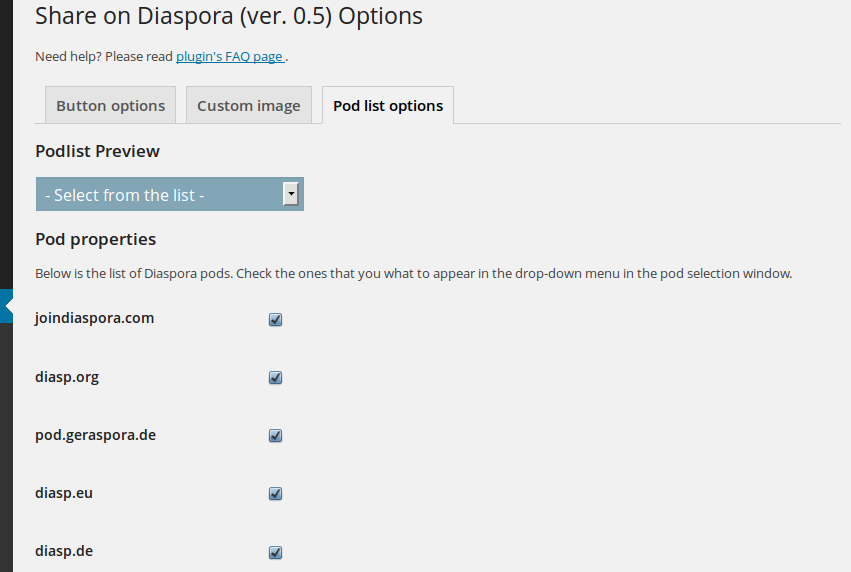 Share on Diaspora (ver. 0.5) Options
Need help? Please read plugin's FAQ page .
Button options
Custom image
Pod list options
Podlist Preview
- Select from the list -
Pod properties
Below is the list of Diaspora pods. Check the ones that you what to appear in the drop-down menu in the pod selection window.
joindiaspora.com
diasp.org
pod.geraspora.de
diasp.eu
diasp.de